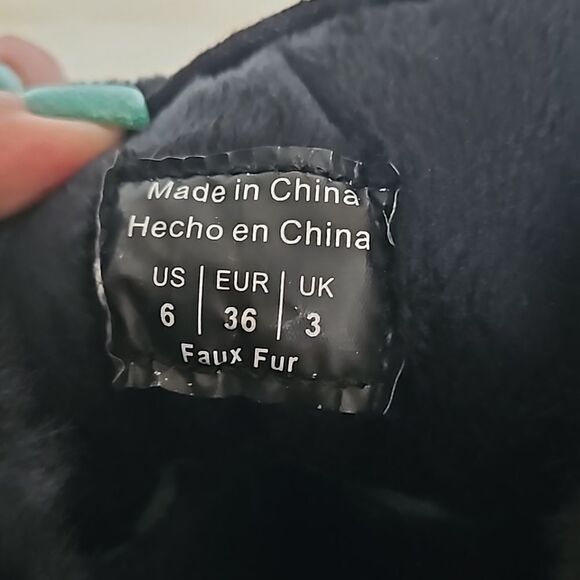 Made in China
Hecho en China
US | EUR | UK
6 | 36 | 3
Faux Fur